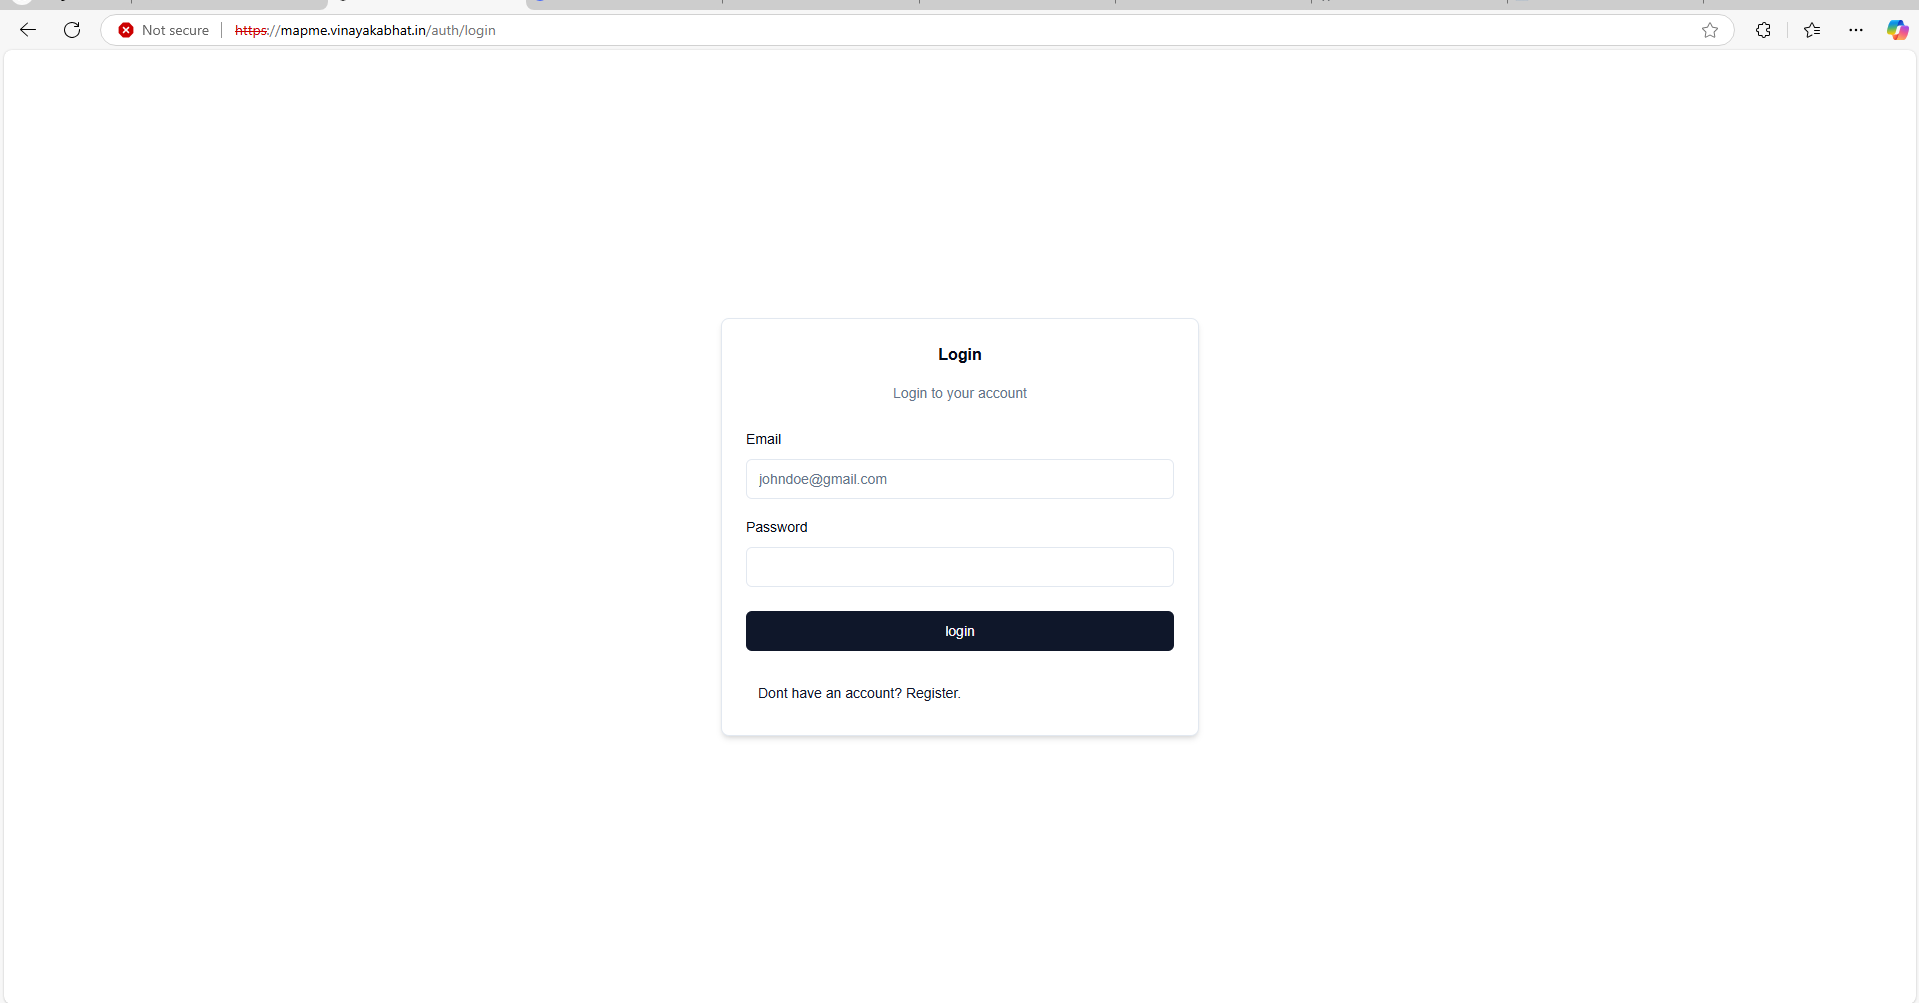 Not secure https://mapme.vinayakabhat.in/auth/login
Login
Login to your account
Email
johndoe@gmail.com
Password
login
Dont have an account? Register.